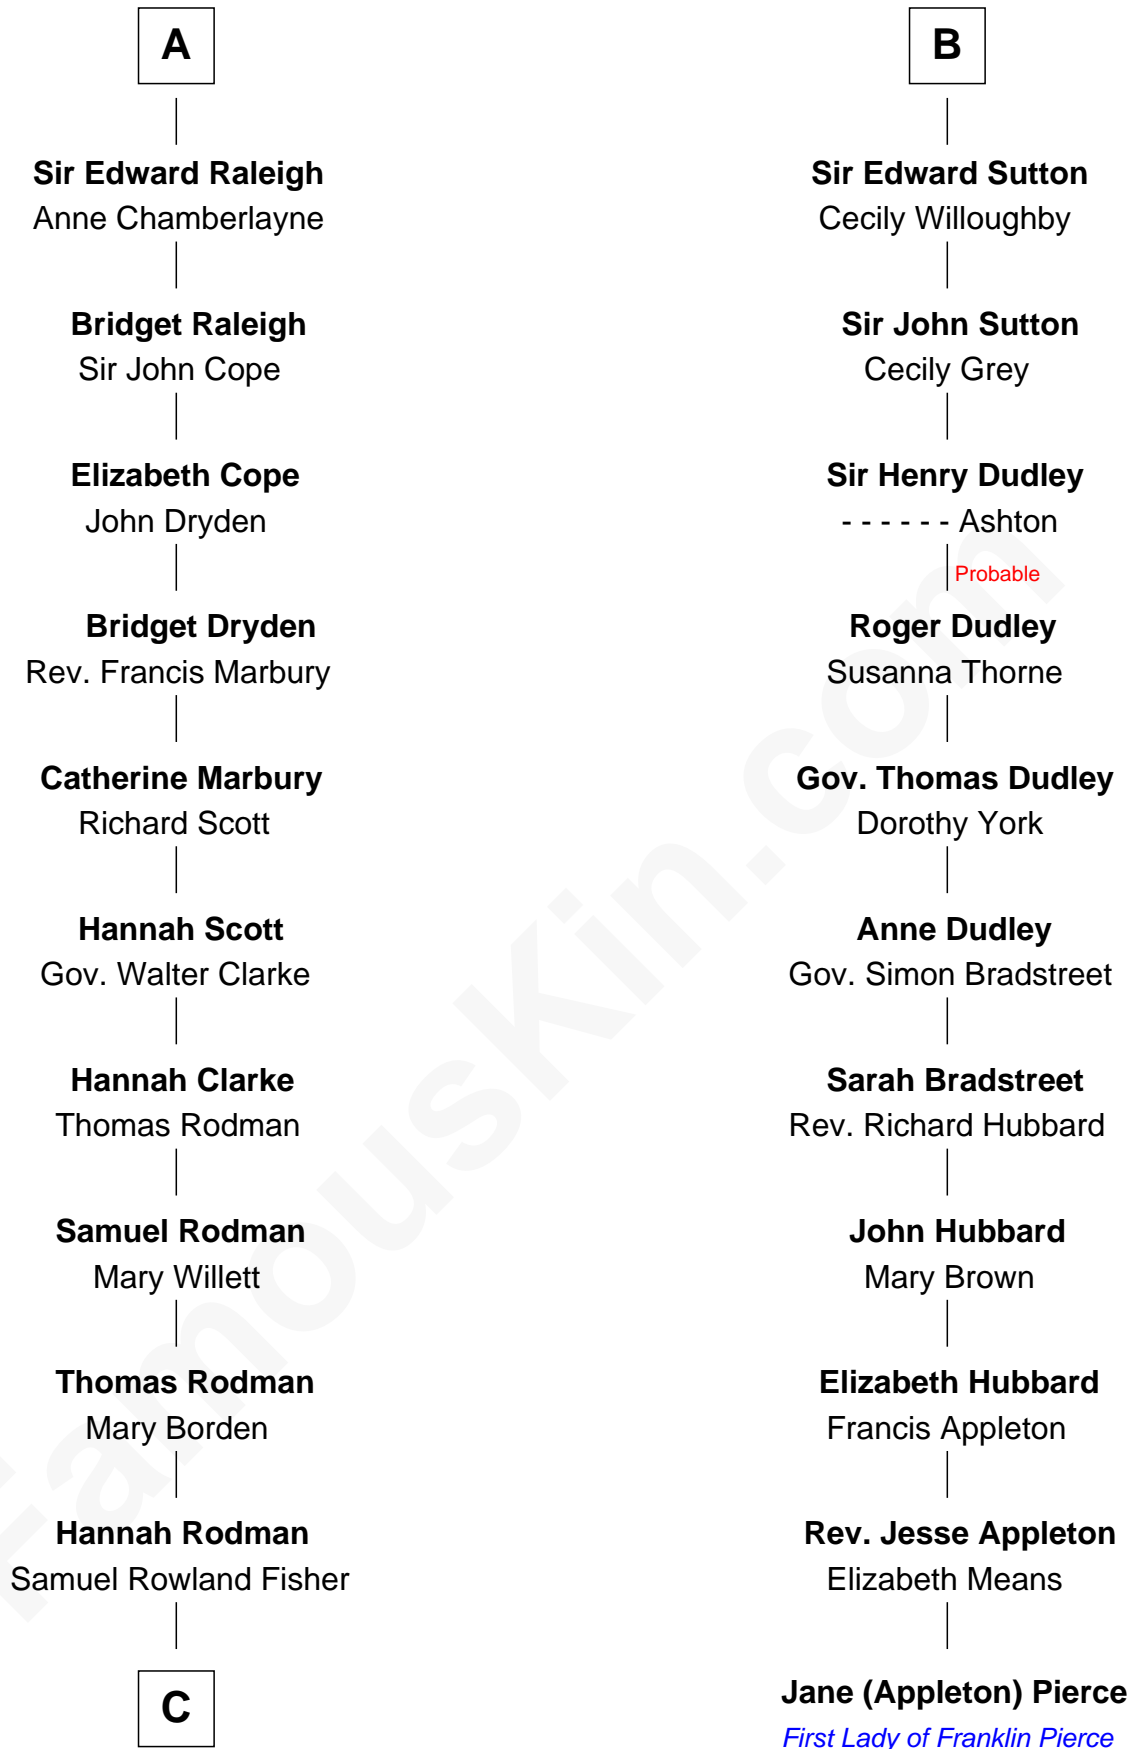 A
Sir Edward Raleigh
Anne Chamberlayne
Bridget Raleigh
Sir John Cope
Elizabeth Cope
John Dryden
Bridget Dryden
Rev. Francis Marbury
Catherine Marbury
Richard Scott
Hannah Scott
Gov. Walter Clarke
Hannah Clarke
Thomas Rodman
Samuel Rodman
Mary Willett
Thomas Rodman
Mary Borden
Hannah Rodman
Samuel Rowland Fisher
C
B
Sir Edward Sutton
Cecily Willoughby
Sir John Sutton
Cecily Grey
Sir Henry Dudley
- - - - - - Ashton
Probable
Roger Dudley
Susanna Thorne
Gov. Thomas Dudley
Dorothy York
Anne Dudley
Gov. Simon Bradstreet
Sarah Bradstreet
Rev. Richard Hubbard
John Hubbard
Mary Brown
Elizabeth Hubbard
Francis Appleton
Rev. Jesse Appleton
Elizabeth Means
Jane (Appleton) Pierce
First Lady of Franklin Pierce
FamousKin.com